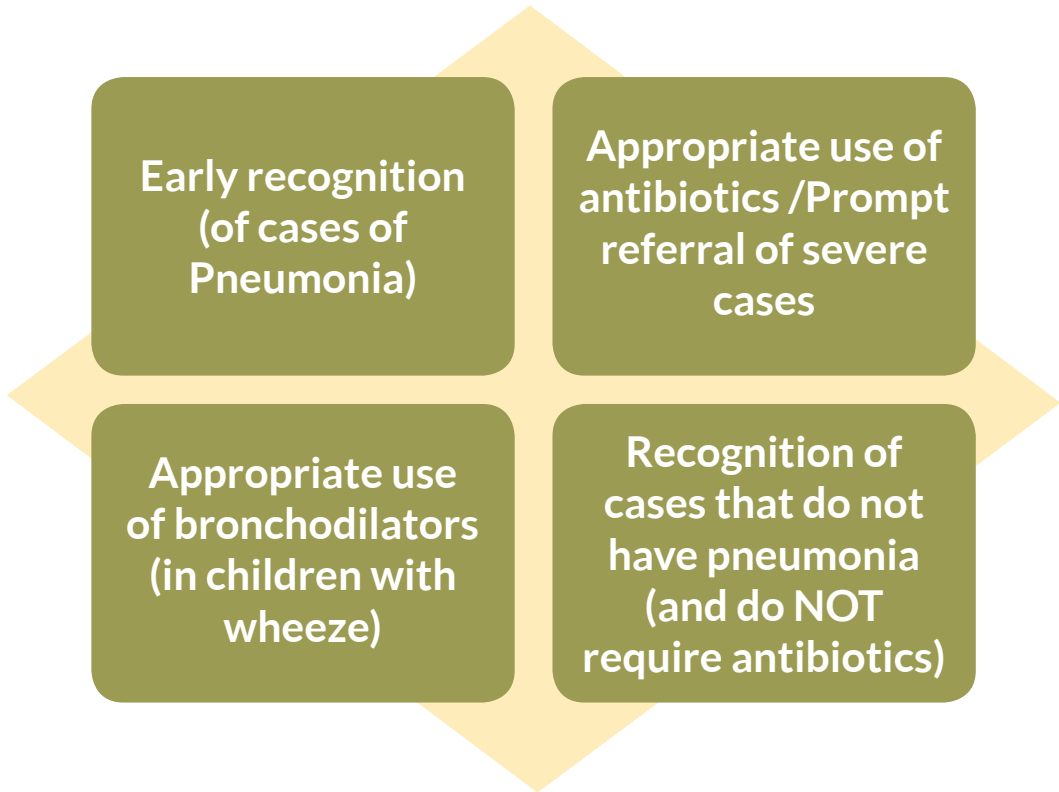 Early recognition
(of cases of
Pneumonia)
Appropriate use of
antibiotics /Prompt
referral of severe
cases
Appropriate use
of bronchodilators
(in children with
wheeze)
Recognition of
cases that do not
have pneumonia
(and do NOT
require antibiotics)